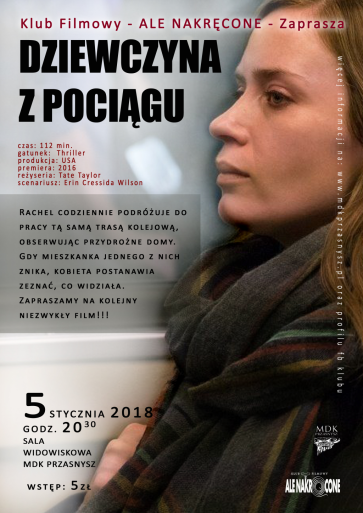 Klub Filmowy - ALE NAKRĘCONE - Zaprasza
DZIEWCZYNA
Z POCIĄGU
czas: 112 min.
gatunek: Thriller
produkcja: USA
premiera: 2016
reżyseria: Tate Taylor
scenariusz: Erin Cressida Wilson
RACHEL CODZIENNIE PODRÓŻUJE DO
PRACY TĄ SAMĄ TRASĄ KOLEJOWĄ,
OBSERWUJĄC PRZYDROŻNE DOMY.
GDY MIESZKANKA JEDNEGO Z NICH
ZNIKA, KOBIETA POSTANAWIA
ZEZNAĆ, CO WIDZIAŁA.
ZAPRASZAMY NA KOLEJNY
NIEZWYKŁY FILM!!!
więcej informacji na: www.mdkprzasnysz.pl oraz profilu fb klubu
5 STYCZNIA 2018
GODZ. 20³⁰
SALA
WIDOWISKOWA
MDK PRZASNYSZ
WSTĘP: 5ZŁ
MDK
PRZASNYSZ
KLUB FILMOWY
ALE NAKRĘCONE